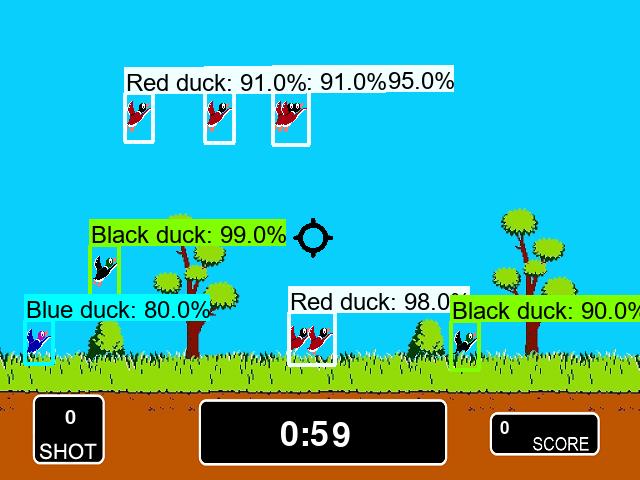 Red duck: 91.0%: 91.0%95.0%
Black duck: 99.0%
Red duck: 98.0%
Blue duck: 80.0%
Black duck: 90.0%
0
SHOT
0:59
0
SCORE